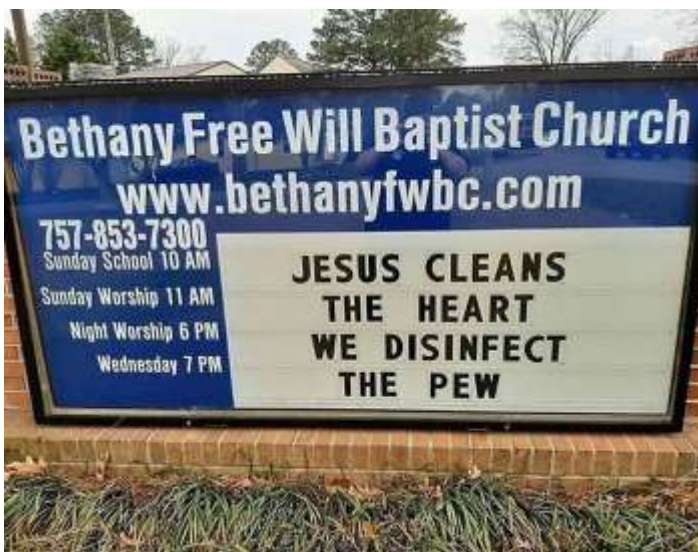 Bethany Free Will Baptist Church
www.bethanyfwbc.com
757-853-7300
Sunday School 10 AM
Sunday Worship 11 AM
Night Worship 6 PM
Wednesday 7 PM
JESUS CLEANS
THE HEART
WE DISINFECT
THE PEW